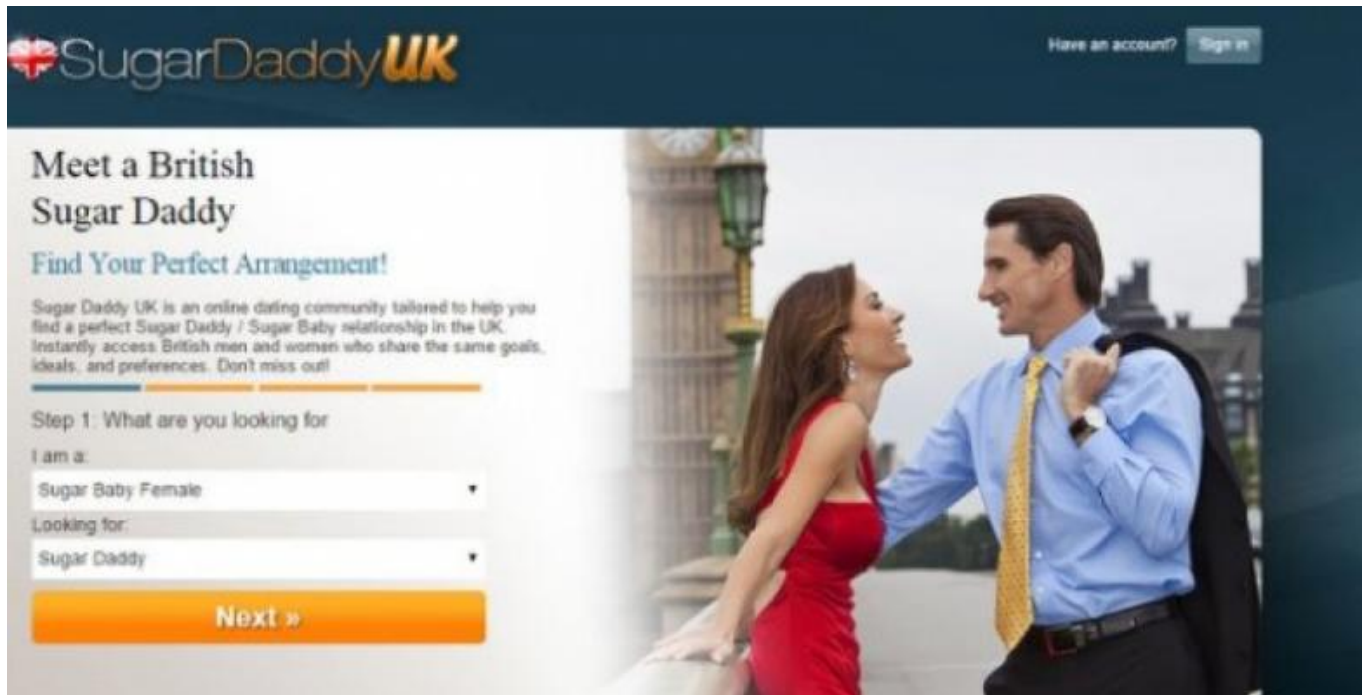 SugarDaddyUK
Have an account? Sign in
Meet a British
Sugar Daddy
Find Your Perfect Arrangement!
Sugar Daddy UK is an online dating community tailored to help you
find a perfect Sugar Daddy / Sugar Baby relationship in the UK.
Instantly access British men and women who share the same goals,
ideals, and preferences. Don't miss out!
Step 1: What are you looking for
I am a:
Sugar Baby Female
Looking for:
Sugar Daddy
Next »